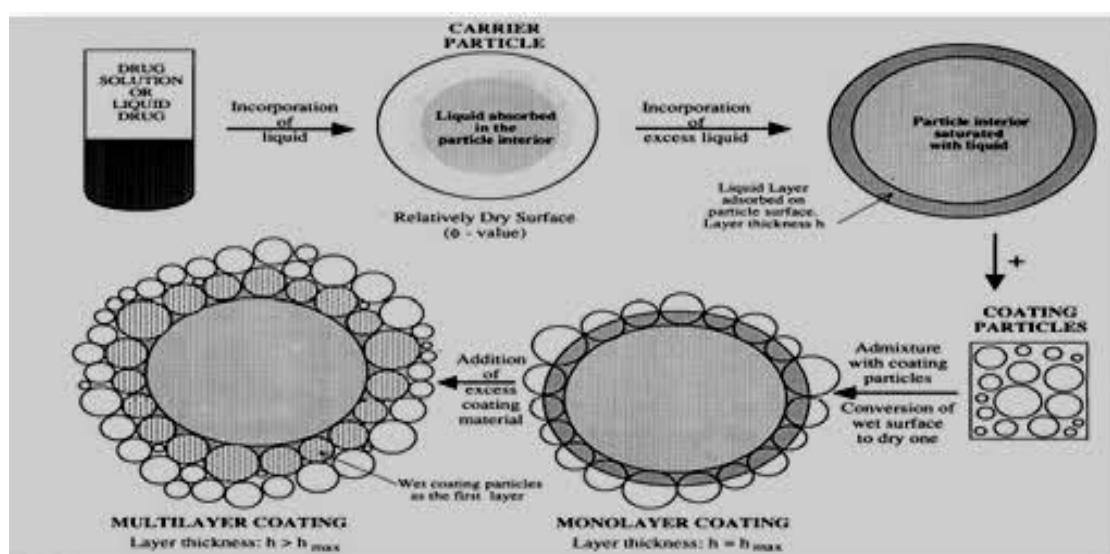 DRUG
SOLUTION
OR
LIQUID
DRUG
Incorporation
of
liquid
CARRIER
PARTICLE
Liquid absorbed
in the
particle interior
Relatively Dry Surface
(Φ - value)
Incorporation
of
excess liquid
Particle interior
saturated
with liquid
Liquid Layer
adsorbed on
particle surface.
Layer thickness h
+
COATING
PARTICLES
Admixture
with coating
particles
Conversion of
wet surface
to dry one
MONOLAYER COATING
Layer thickness: h = h max
Addition
of
excess
coating
material
Wet coating particles
as the first layer
MULTILAYER COATING
Layer thickness: h > h max